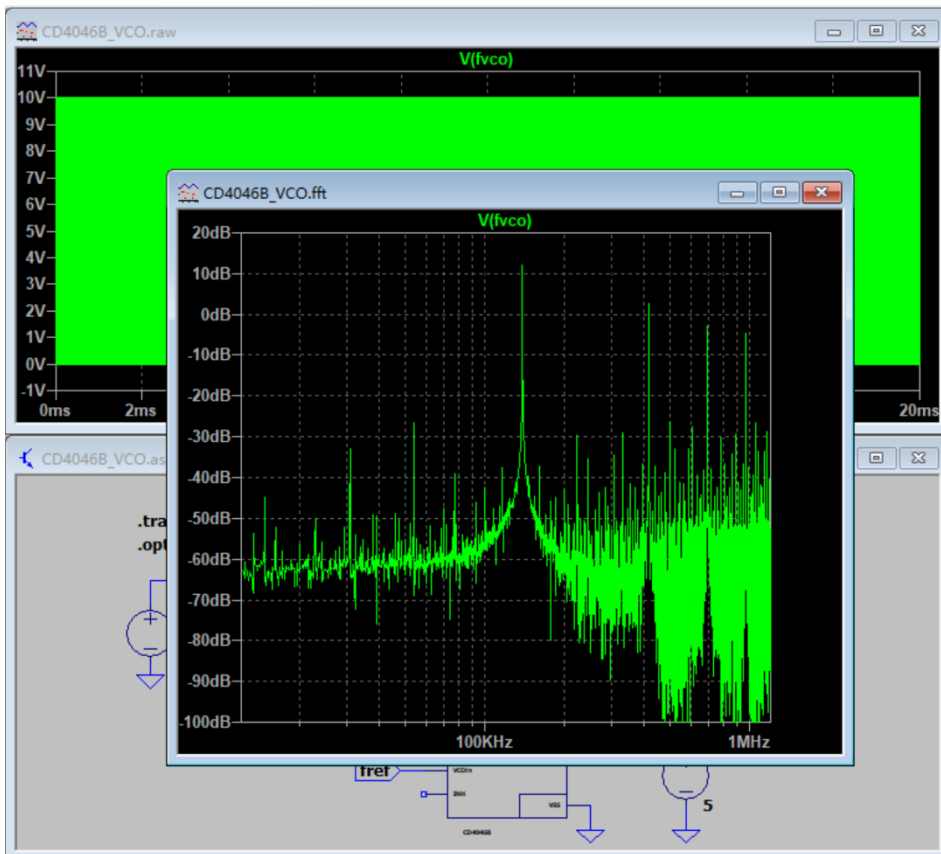 CD4046B_VCO.raw
V(fvco)
11V
10V
9V
8V
7V
6V
5V
4V
3V
2V
1V
0V
-1V
0ms 2ms 20ms
CD4046B_VCO.fft
V(fvco)
20dB
10dB
0dB
-10dB
-20dB
-30dB
-40dB
-50dB
-60dB
-70dB
-80dB
-90dB
-100dB
100KHz 1MHz
CD4046B_VCO.as
.tra
.opt
fref
VCOin
INH
VSS
5
CD4046B